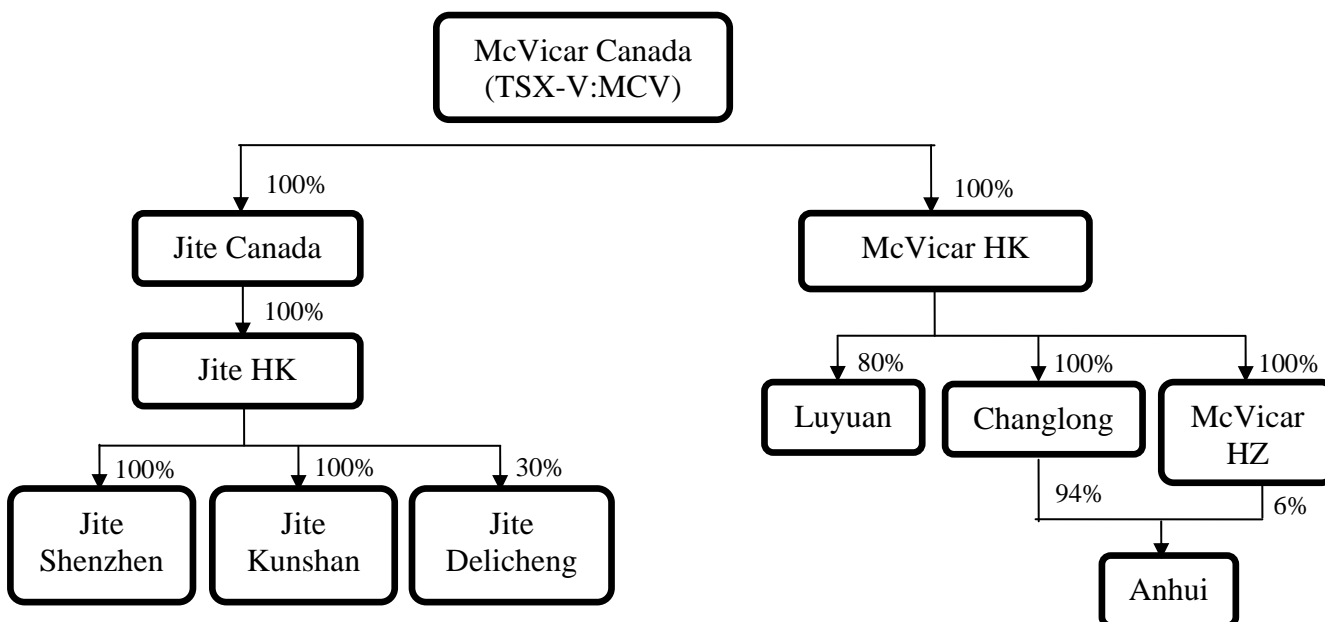 McVicar Canada
(TSX-V:MCV)
100%
100%
Jite Canada
McVicar HK
100%
Jite HK
80%
100%
100%
Luyuan
Changlong
McVicar
HZ
100%
100%
30%
Jite
Shenzhen
Jite
Kunshan
Jite
Delicheng
94%
6%
Anhui